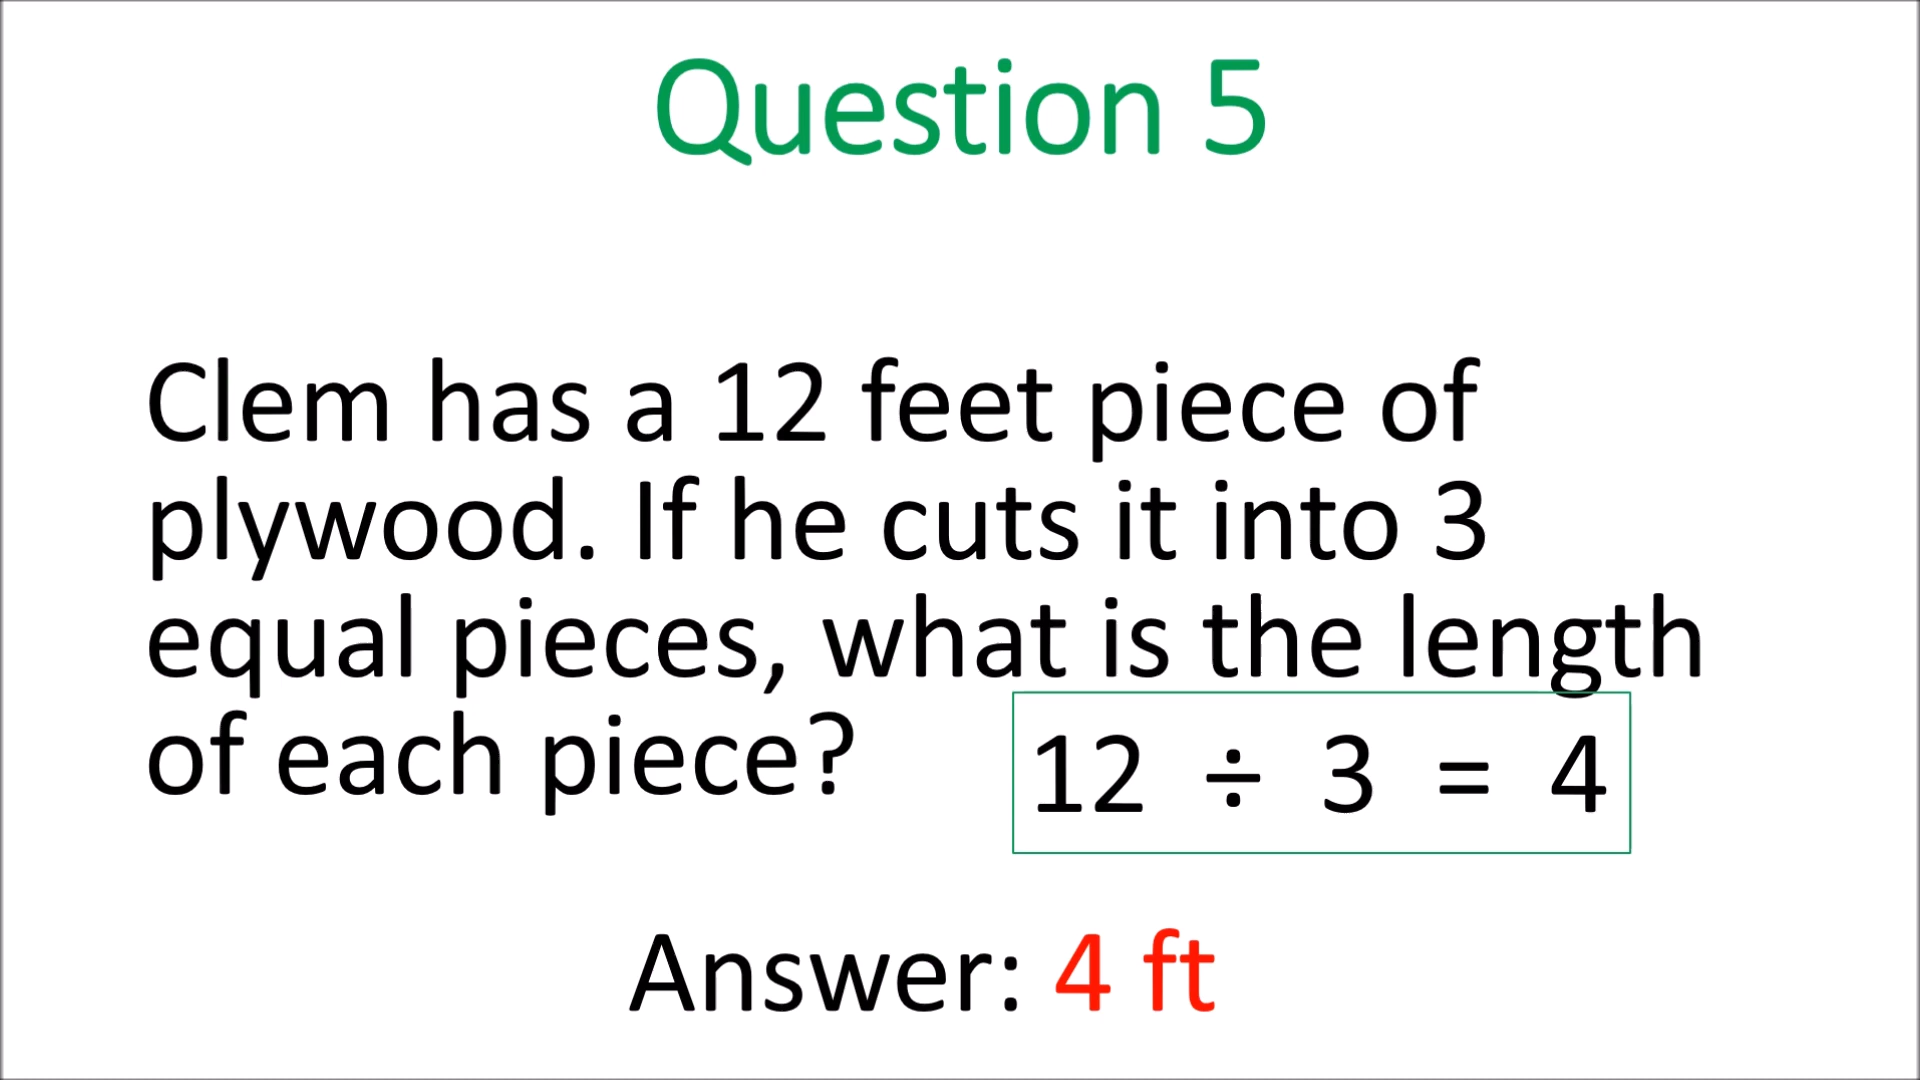 Question 5
Clem has a 12 feet piece of
plywood. If he cuts it into 3
equal pieces, what is the length
of each piece?
12 ÷ 3 = 4
Answer: 4 ft